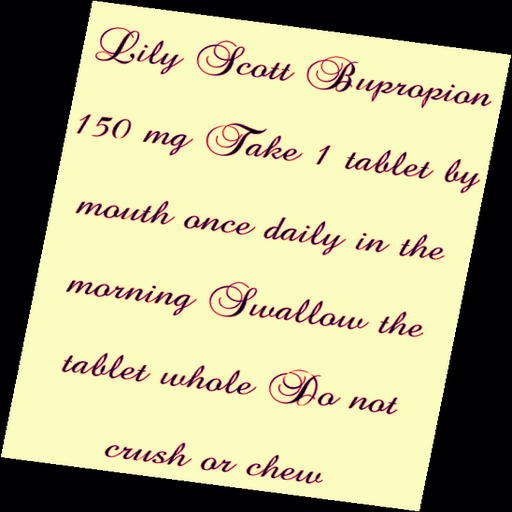 Lily Scott Bupropion
150 mg Take 1 tablet by
mouth once daily in the
morning Swallow the
tablet whole Do not
crush or chew